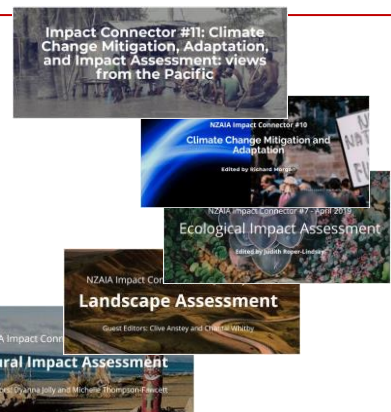 Impact Connector #11: Climate
Change Mitigation, Adaptation,
and Impact Assessment: views
from the Pacific
NZAIA Impact Connector #10
Climate Change Mitigation and
Adaptation
Edited by Richard Morgan
NZAIA Impact Connector #7 - April 2019
Ecological Impact Assessment
Edited by Judith Roper-Lindsay
NZAIA Impact Con
Landscape Assessment
Guest Editors: Clive Anstey and Chantal Whitby
A Impact Conn
ural Impact Assessment
Dyanna Jolly and Michele Thompson-Fawcett